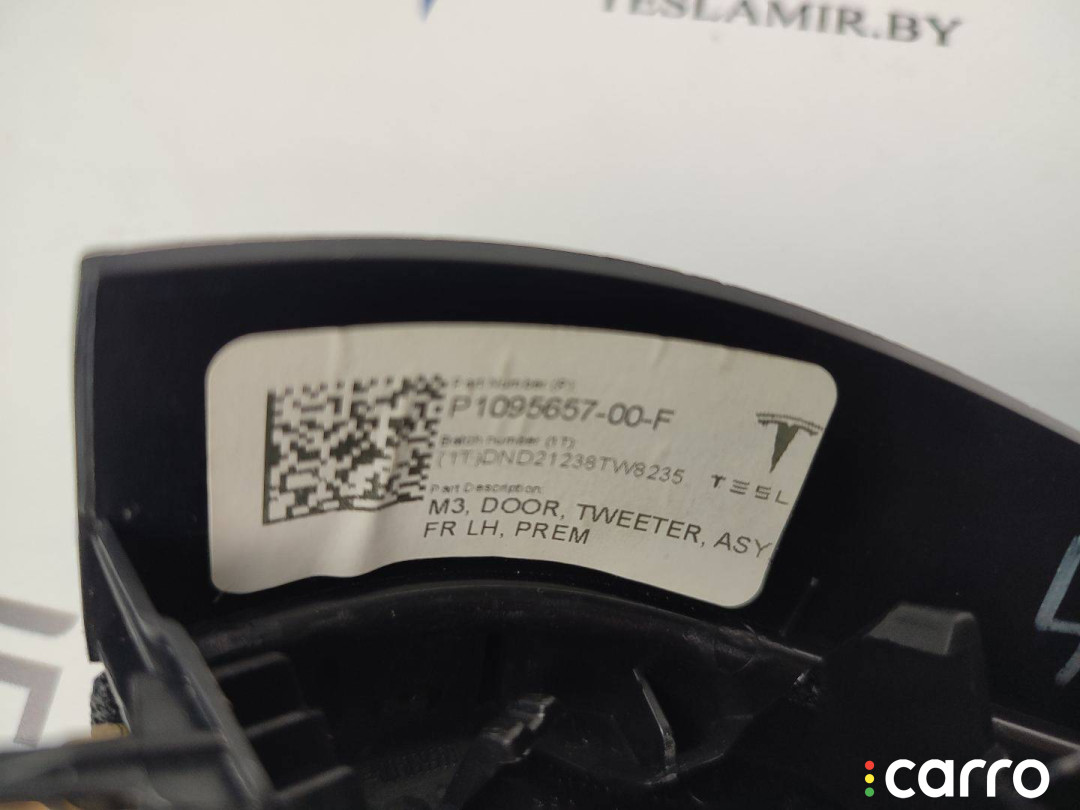 TESLAMIR.BY
Part Number (P):
P1095657-00-F
Batch number (1T):
(1T)DND21238TW8235
TESL
Part Description:
M3, DOOR, TWEETER, ASY
FR LH, PREM
carro